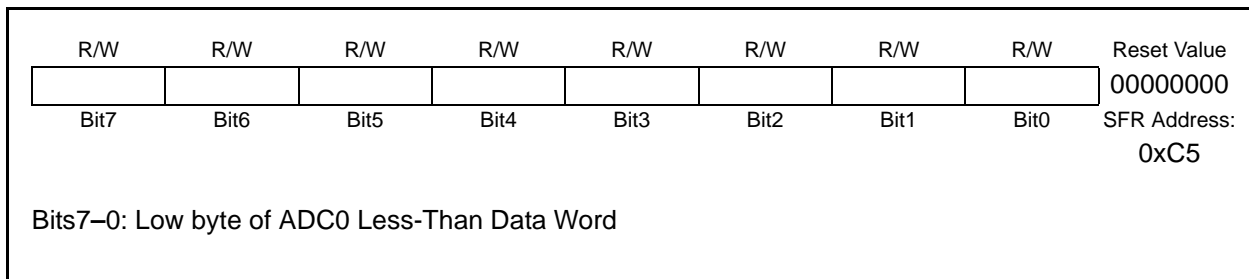 R/W R/W R/W R/W R/W R/W R/W R/W Reset Value
00000000
Bit7 Bit6 Bit5 Bit4 Bit3 Bit2 Bit1 Bit0 SFR Address:
0xC5
Bits7–0: Low byte of ADC0 Less-Than Data Word